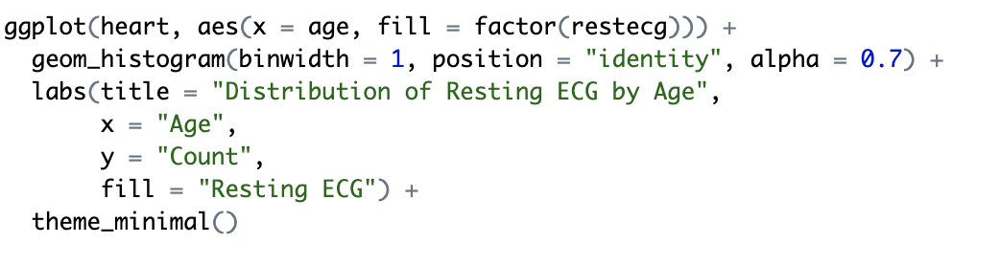 ggplot(heart, aes(x = age, fill = factor(restecg))) +
  geom_histogram(binwidth = 1, position = "identity", alpha = 0.7) +
  labs(title = "Distribution of Resting ECG by Age",
       x = "Age",
       y = "Count",
       fill = "Resting ECG") +
  theme_minimal()